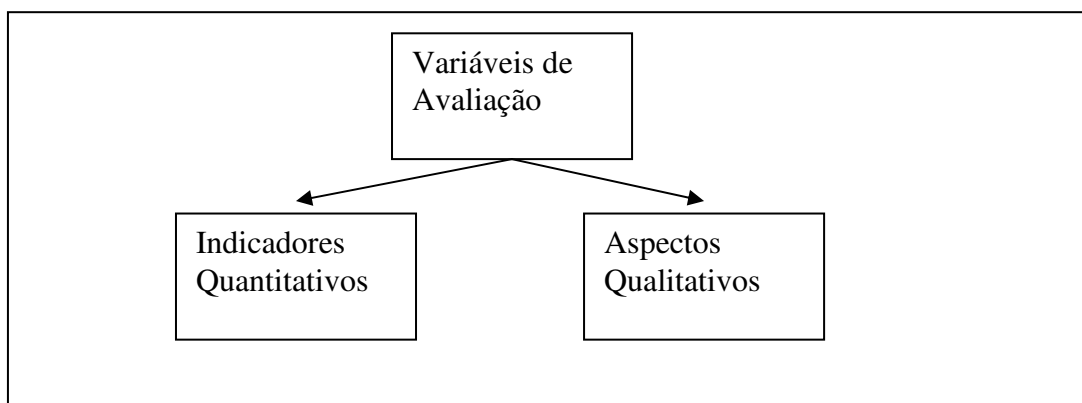 Variáveis de
Avaliação
Indicadores
Quantitativos
Aspectos
Qualitativos